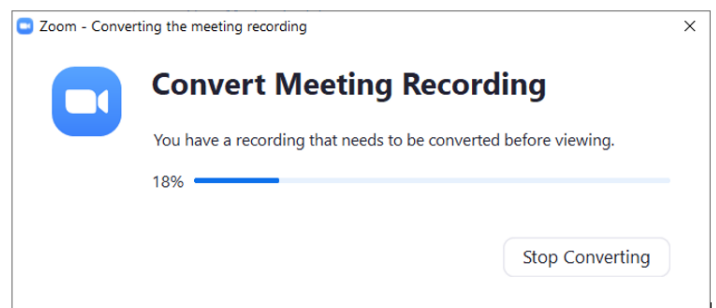 Zoom - Converting the meeting recording
Convert Meeting Recording
You have a recording that needs to be converted before viewing.
18%
Stop Converting